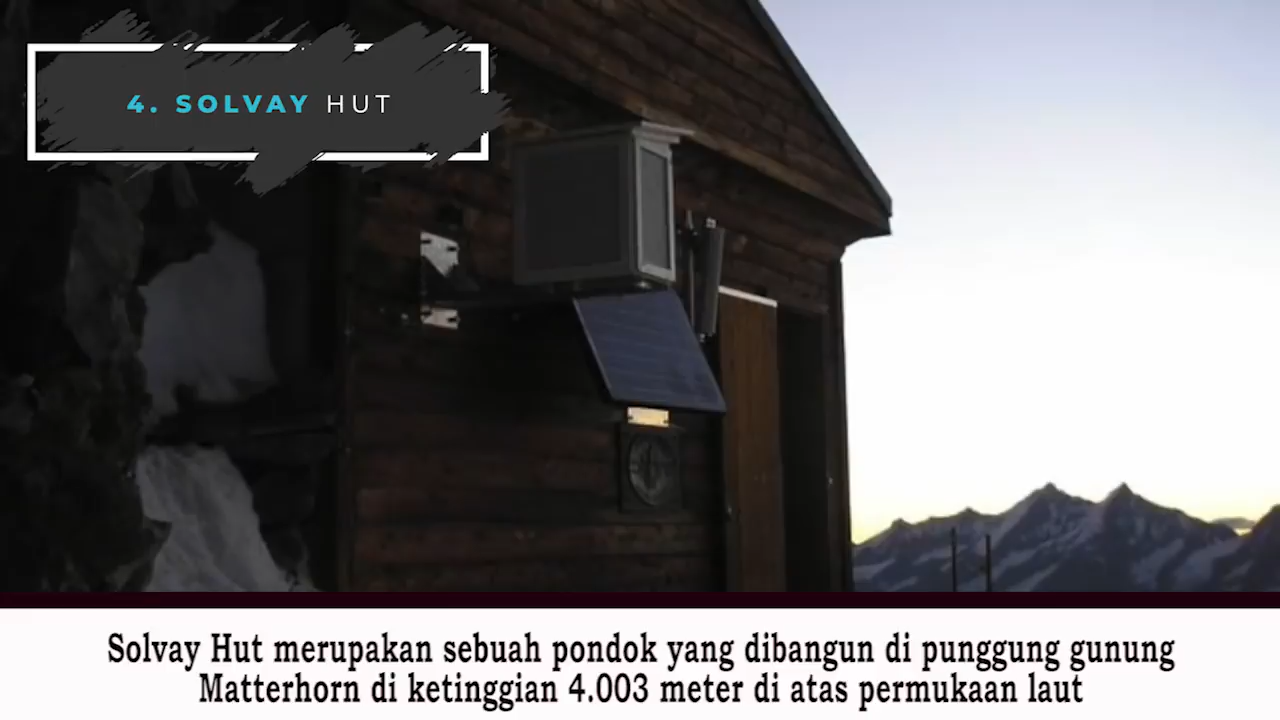 4. SOLVAY HUT
Solvay Hut merupakan sebuah pondok yang dibangun di punggung gunung
Matterhorn di ketinggian 4.003 meter di atas permukaan laut